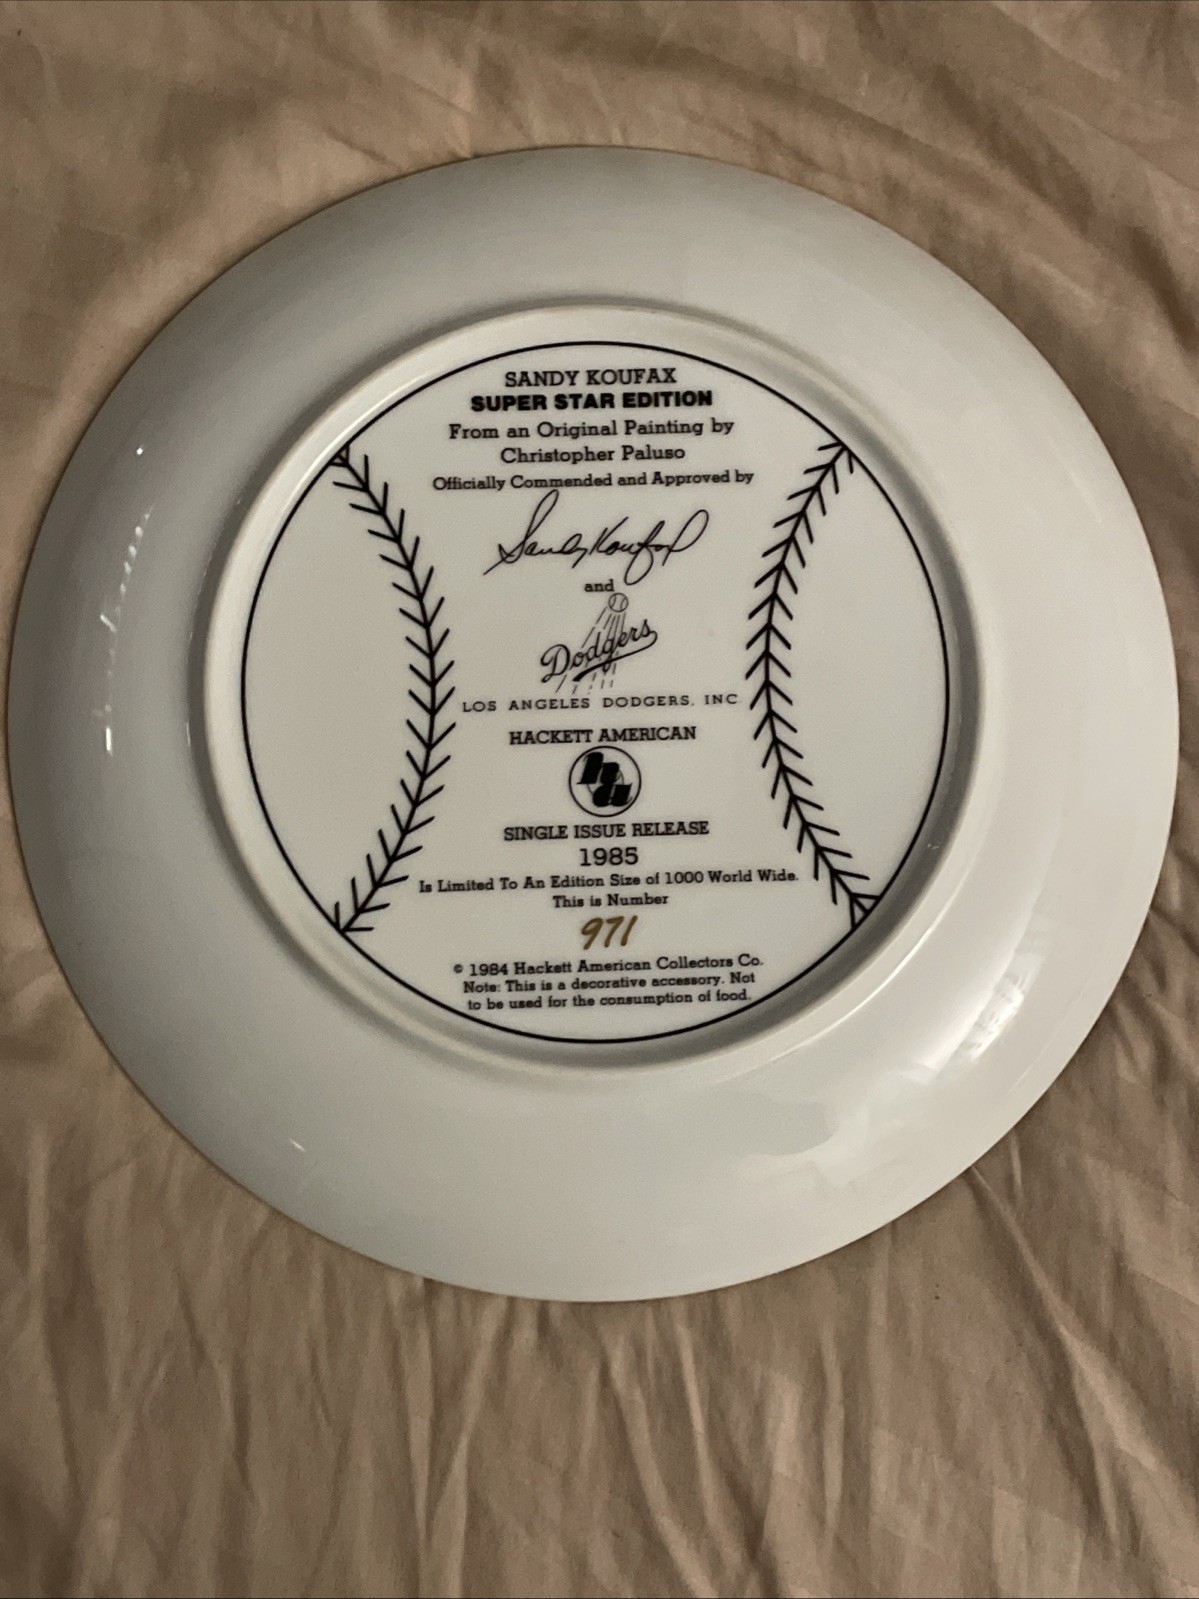 SANDY KOUFAX
SUPER STAR EDITION
From an Original Painting by
Christopher Paluso
Officially Commended and Approved by
Sandy Koufax
and
Dodgers
LOS ANGELES DODGERS, INC
HACKETT AMERICAN
SINGLE ISSUE RELEASE
1985
Is Limited To An Edition Size of 1000 World Wide.
This is Number
971
© 1984 Hackett American Collectors Co.
Note: This is a decorative accessory. Not
to be used for the consumption of food.